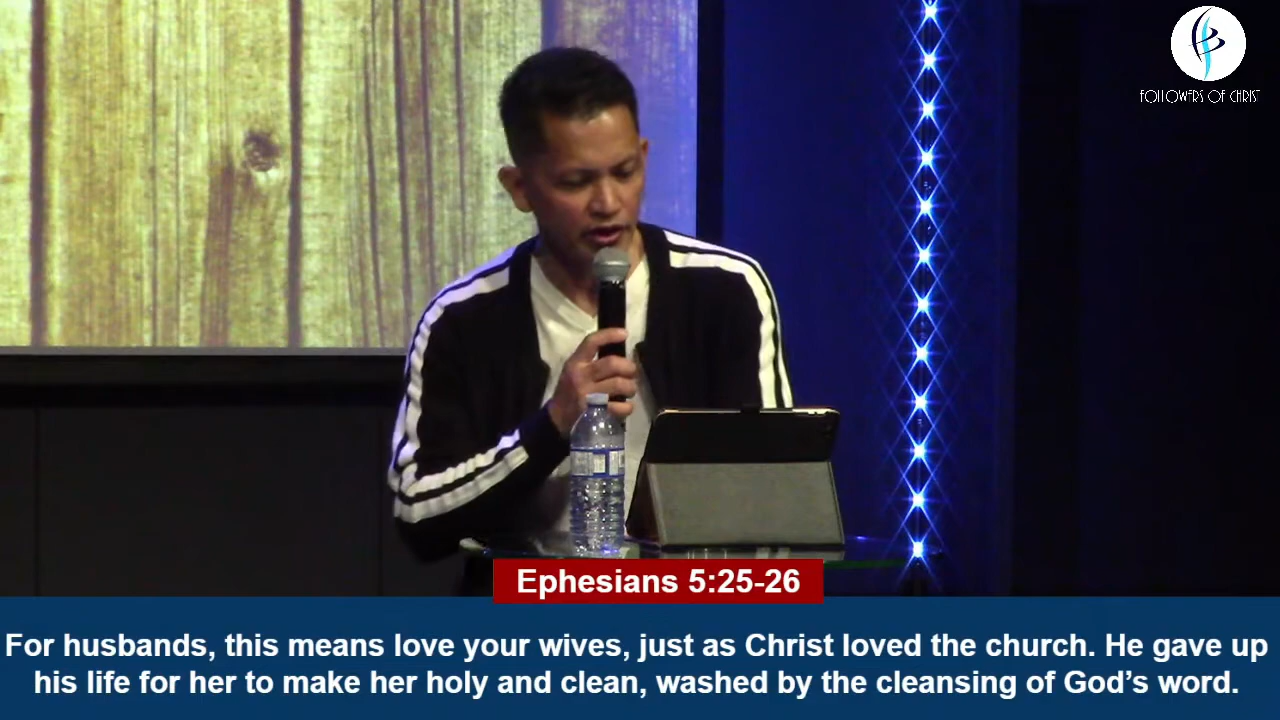 FOLLOWERS OF CHRIST
Ephesians 5:25-26
For husbands, this means love your wives, just as Christ loved the church. He gave up
his life for her to make her holy and clean, washed by the cleansing of God’s word.